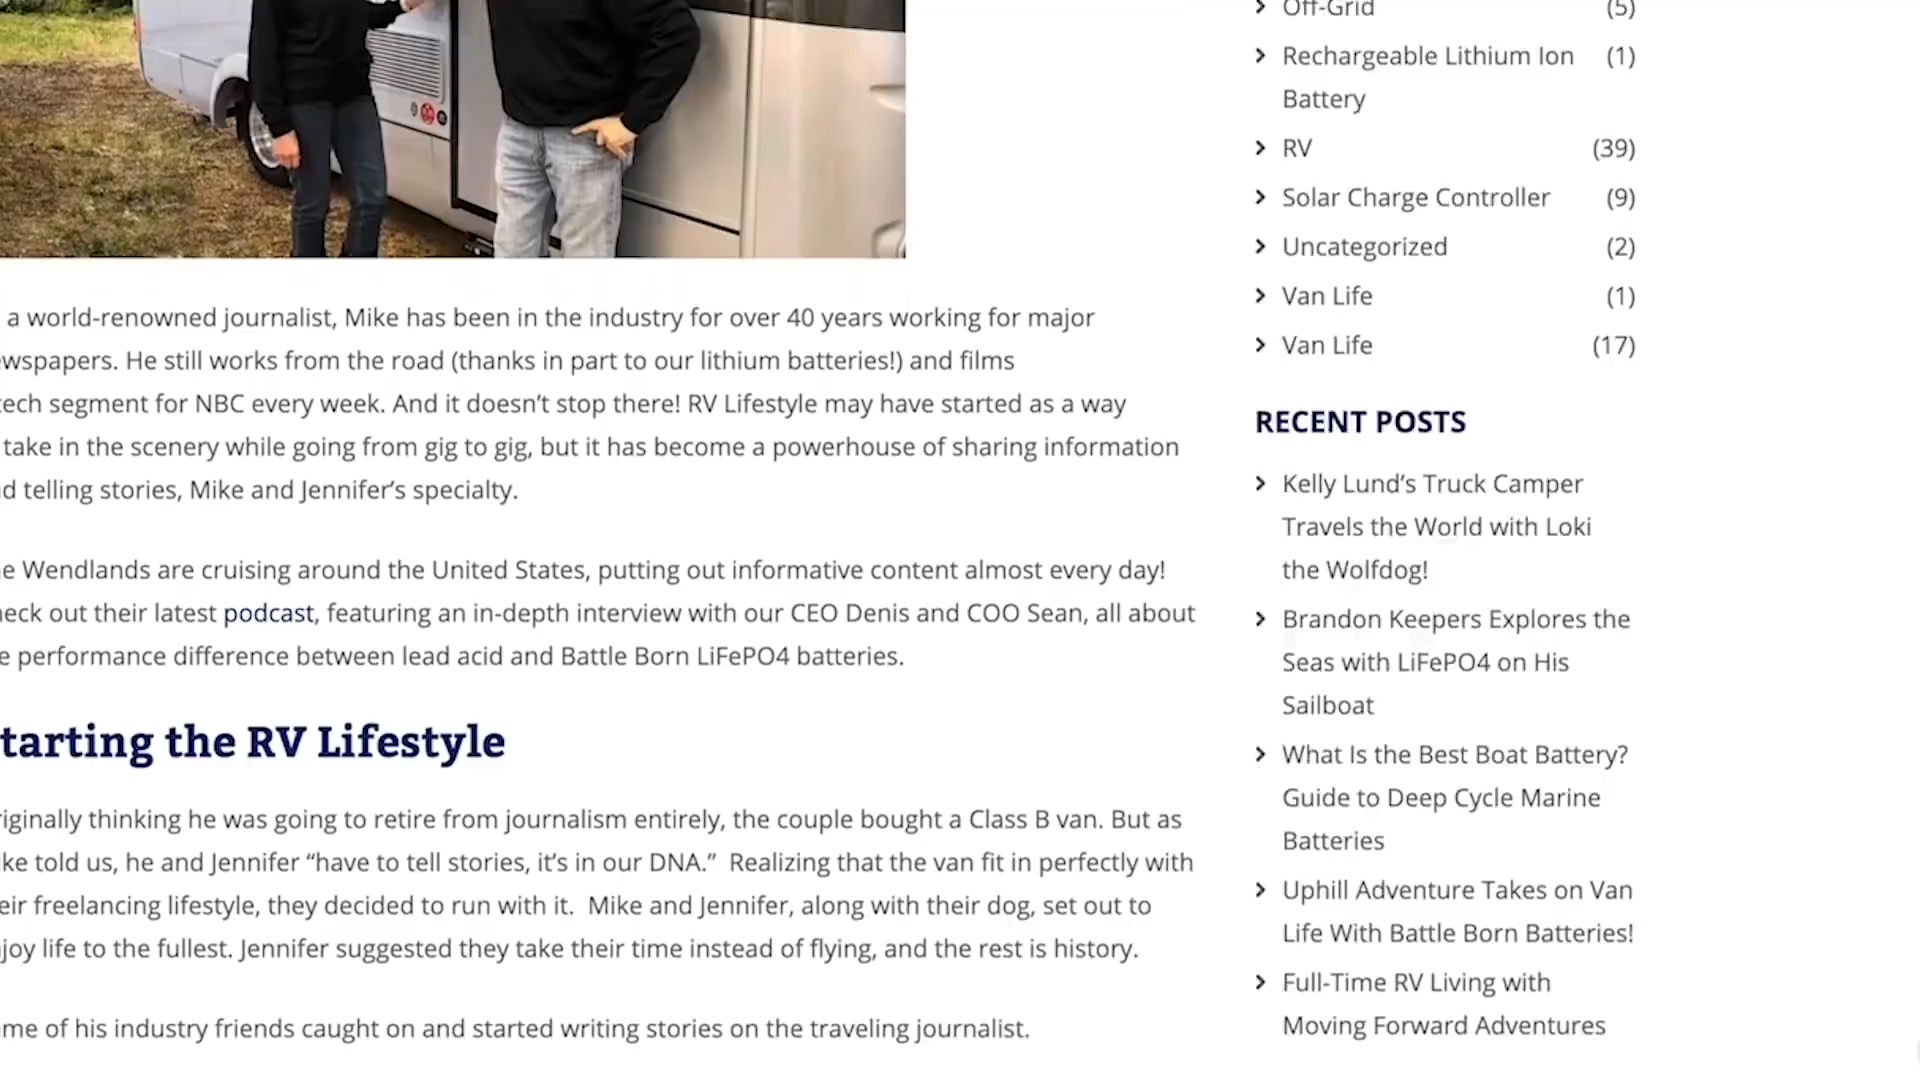 a world-renowned journalist, Mike has been in the industry for over 40 years working for major
wspapers. He still works from the road (thanks in part to our lithium batteries!) and films
tech segment for NBC every week. And it doesn’t stop there! RV Lifestyle may have started as a way
take in the scenery while going from gig to gig, but it has become a powerhouse of sharing information
d telling stories, Mike and Jennifer’s specialty.
e Wendlands are cruising around the United States, putting out informative content almost every day!
eck out their latest podcast, featuring an in-depth interview with our CEO Denis and COO Sean, all about
e performance difference between lead acid and Battle Born LiFePO4 batteries.
tarting the RV Lifestyle
riginally thinking he was going to retire from journalism entirely, the couple bought a Class B van. But as
ke told us, he and Jennifer “have to tell stories, it’s in our DNA.”  Realizing that the van fit in perfectly with
eir freelancing lifestyle, they decided to run with it.  Mike and Jennifer, along with their dog, set out to
joy life to the fullest. Jennifer suggested they take their time instead of flying, and the rest is history.
me of his industry friends caught on and started writing stories on the traveling journalist.
Off-Grid (5)
Rechargeable Lithium Ion (1)
Battery
RV (39)
Solar Charge Controller (9)
Uncategorized (2)
Van Life (1)
Van Life (17)
RECENT POSTS
Kelly Lund’s Truck Camper
Travels the World with Loki
the Wolfdog!
Brandon Keepers Explores the
Seas with LiFePO4 on His
Sailboat
What Is the Best Boat Battery?
Guide to Deep Cycle Marine
Batteries
Uphill Adventure Takes on Van
Life With Battle Born Batteries!
Full-Time RV Living with
Moving Forward Adventures